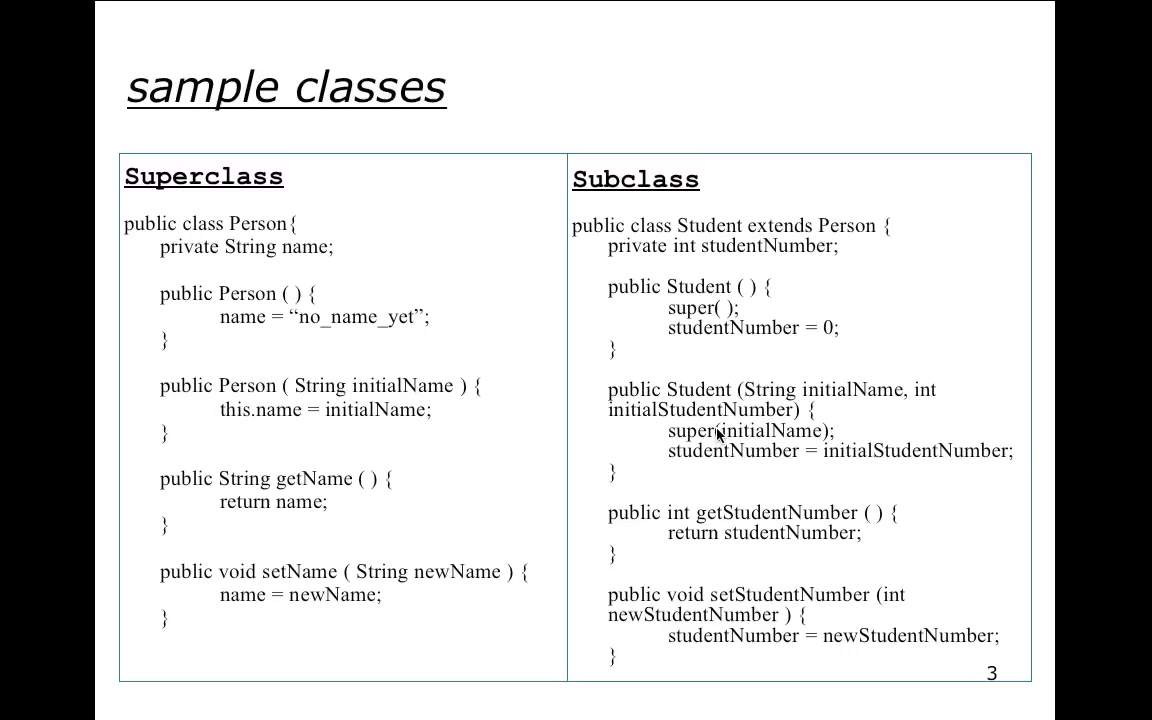 sample classes
Superclass
public class Person{
private String name;
public Person ( ) {
name = “no_name_yet”;
}
public Person ( String initialName ) {
this.name = initialName;
}
public String getName ( ) {
return name;
}
public void setName ( String newName ) {
name = newName;
}
Subclass
public class Student extends Person {
private int studentNumber;
public Student ( ) {
super( );
studentNumber = 0;
}
public Student (String initialName, int
initialStudentNumber) {
super(initialName);
studentNumber = initialStudentNumber;
}
public int getStudentNumber ( ) {
return studentNumber;
}
public void setStudentNumber (int
newStudentNumber ) {
studentNumber = newStudentNumber;
}
3